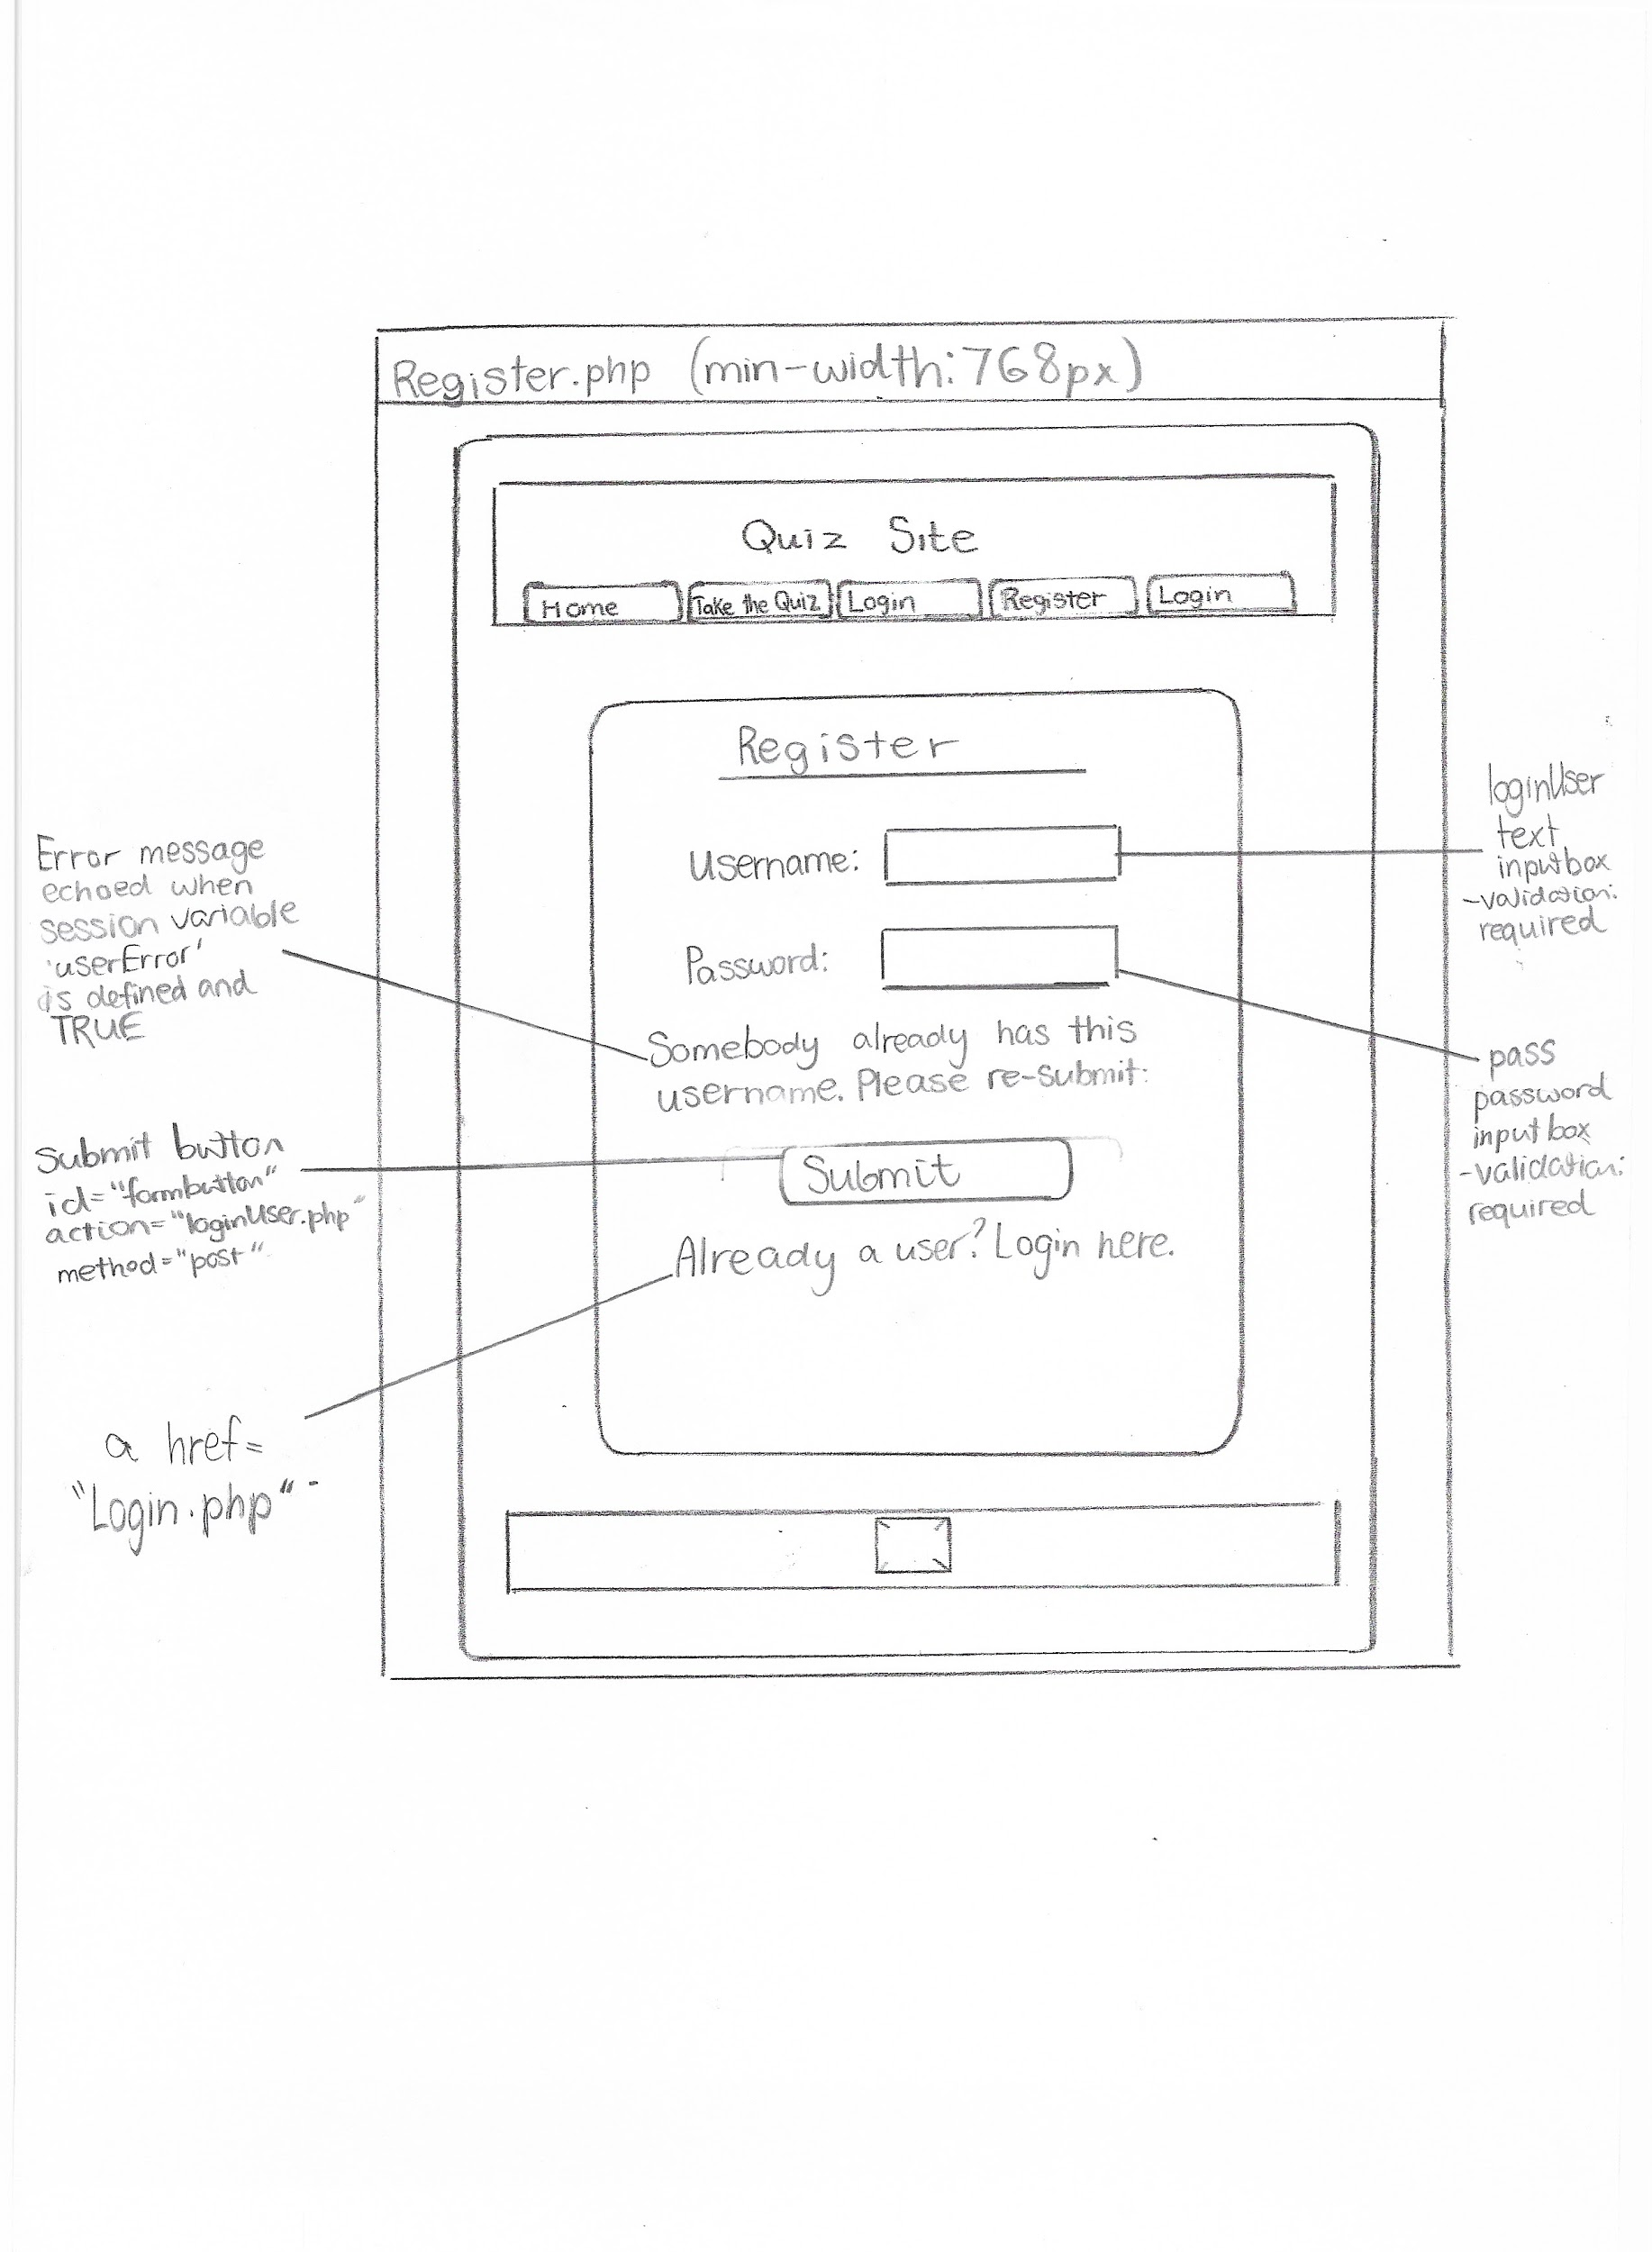 Register.php (min-width:768px)
Quiz Site
Home
Take the Quiz
Login
Register
Login
Register
Username:
Password:
Somebody already has this
username. Please re-submit:
Submit
Already a user? Login here.
Error message
echoed when
session variable
'userError'
is defined and
TRUE
Submit button
id="formbutton"
action="loginUser.php"
method="post"
a href=
"Login.php"
loginUser
text
inputbox
-validation:
required
pass
password
input box
-validation:
required